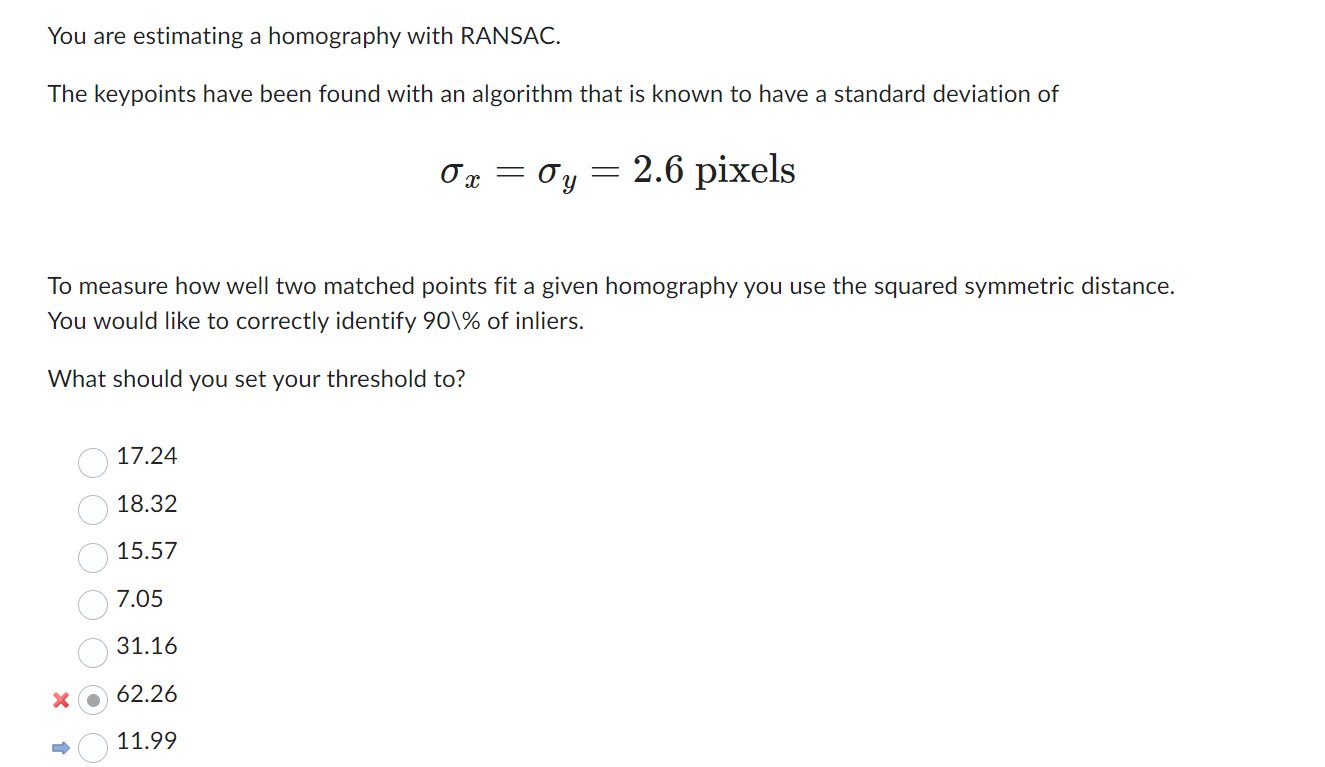 You are estimating a homography with RANSAC.
The keypoints have been found with an algorithm that is known to have a standard deviation of
σₓ = σᵧ = 2.6 pixels
To measure how well two matched points fit a given homography you use the squared symmetric distance.
You would like to correctly identify 90\% of inliers.
What should you set your threshold to?
17.24
18.32
15.57
7.05
31.16
62.26
11.99